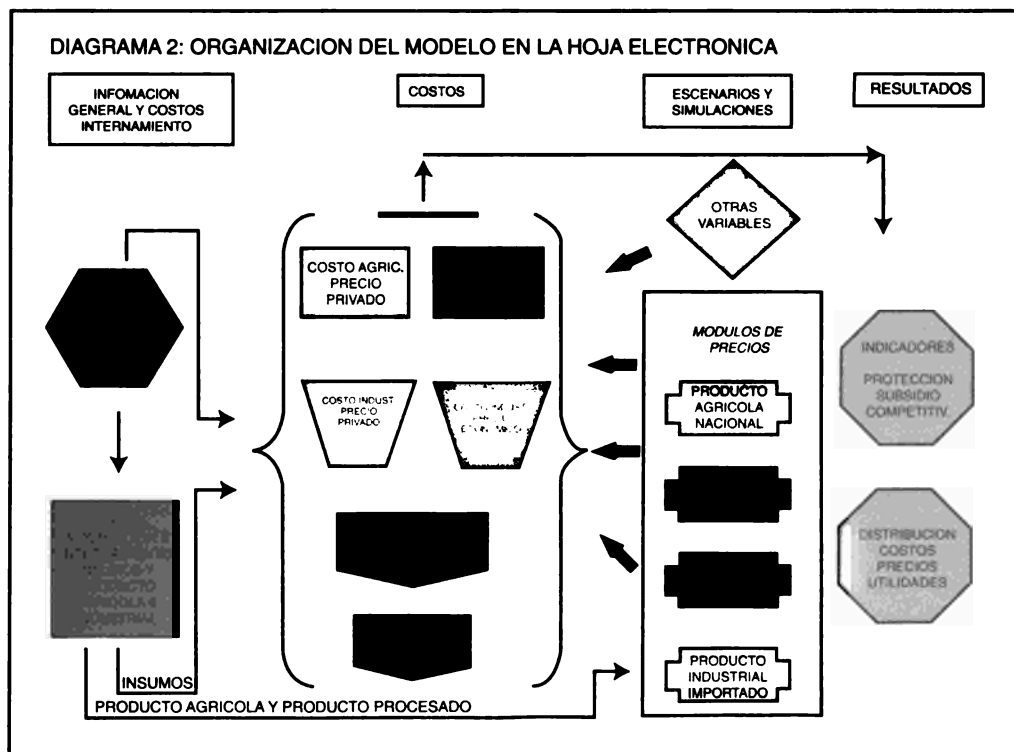 DIAGRAMA 2: ORGANIZACION DEL MODELO EN LA HOJA ELECTRONICA
INFOMACION
GENERAL Y COSTOS
INTERNAMIENTO
COSTOS
ESCENARIOS Y
SIMULACIONES
RESULTADOS
OTRAS
VARIABLES
COSTO AGRIC.
PRECIO
PRIVADO
COSTO INDUST
PRECIO
PRIVADO
MODULOS DE
PRECIOS
PRODUCTO
AGRICOLA
NACIONAL
PRODUCTO
INDUSTRIAL
IMPORTADO
INDICADORES
PROTECCION
SUBSIDIO
COMPETITIV.
DISTRIBUCION
COSTOS
PRECIOS
UTILIDADES
INSUMOS
PRODUCTO AGRICOLA Y PRODUCTO PROCESADO